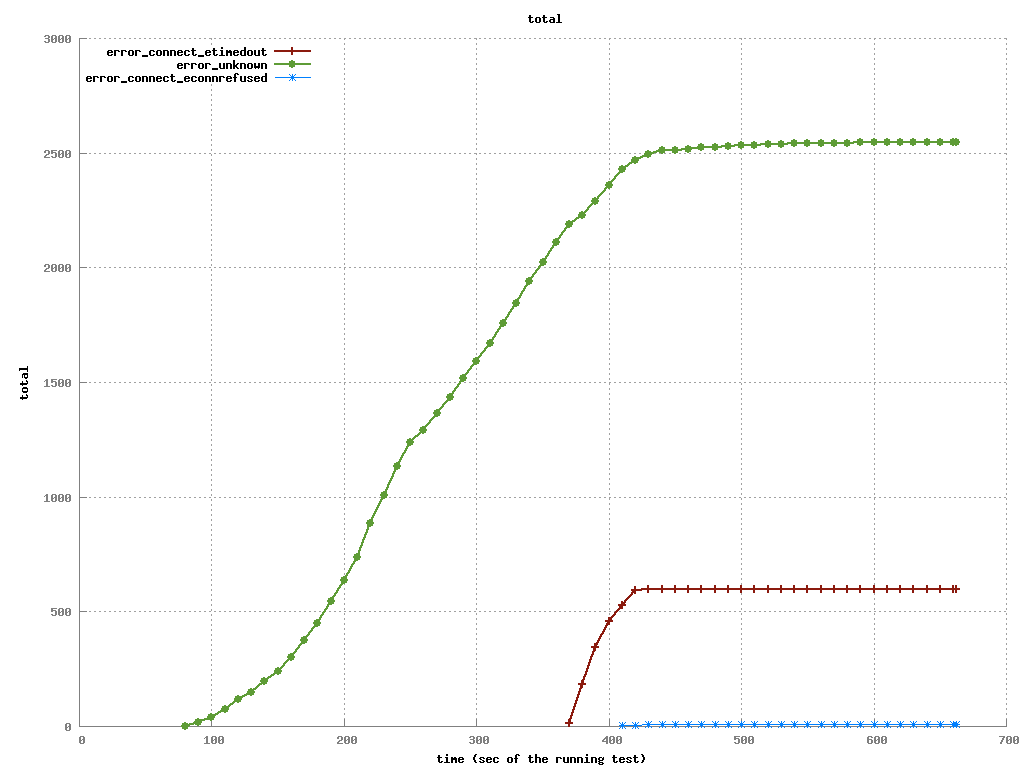 total
3000
2500
2000
1500
1000
500
0
total
error_connect_etimedout
error_unknown
error_connect_econnrefused
0 100 200 300 400 500 600 700
time (sec of the running test)